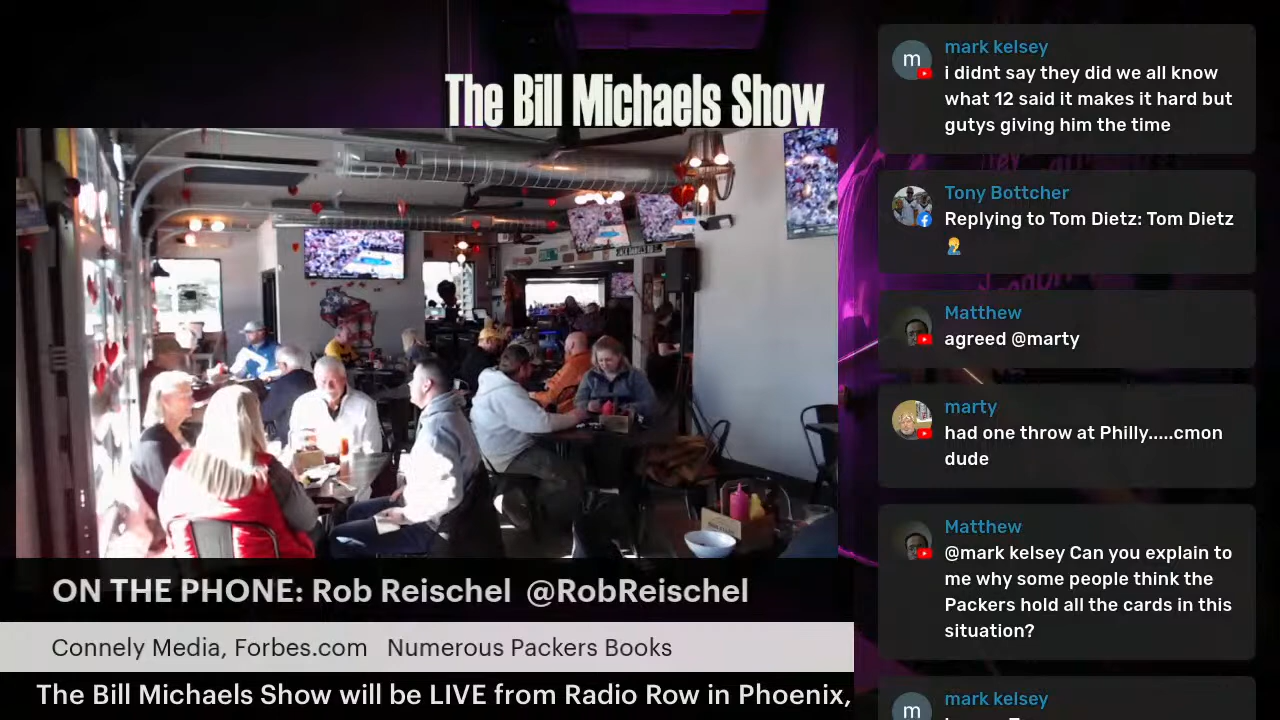 The Bill Michaels Show
ON THE PHONE: Rob Reischel @RobReischel
Connely Media, Forbes.com Numerous Packers Books
The Bill Michaels Show will be LIVE from Radio Row in Phoenix,
m
mark kelsey
i didnt say they did we all know
what 12 said it makes it hard but
gutys giving him the time
Tony Bottcher
Replying to Tom Dietz: Tom Dietz
🤦‍♂️
Matthew
agreed @marty
marty
had one throw at Philly.....cmon
dude
Matthew
@mark kelsey Can you explain to
me why some people think the
Packers hold all the cards in this
situation?
m
mark kelsey